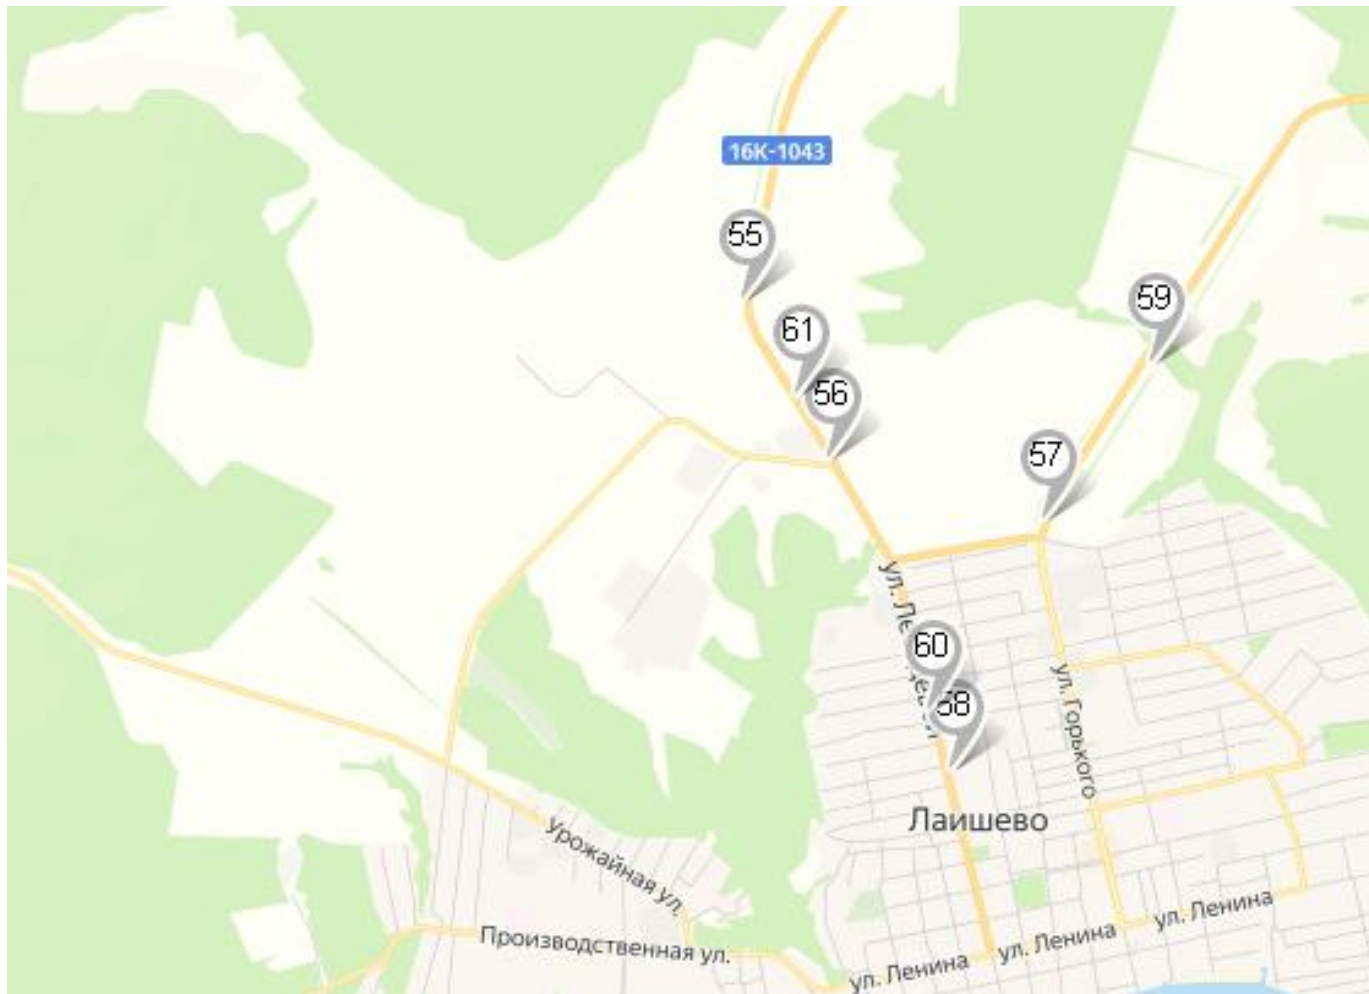 16К-1043
55
59
61
56
57
ул. Ле
60
58
ул. Горького
Лаишево
Урожайная ул.
ул. Ленина
Производственная ул.
ул. Ленина
ул. Ленина